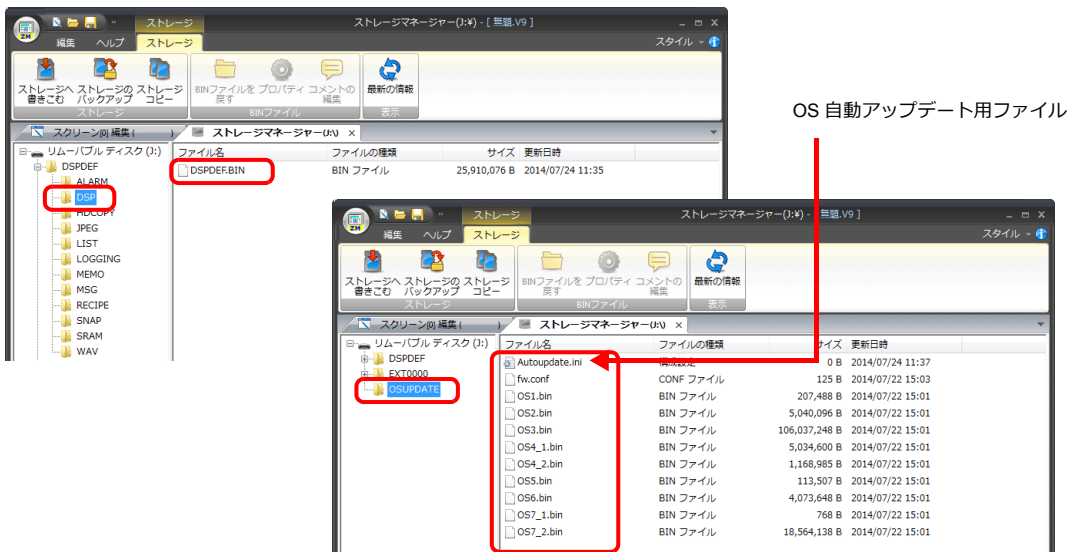 ストレージ
ストレージマネージャー(J:¥) - [ 無題.V9 ]
ZM
編集 ヘルプ ストレージ
スタイル
ストレージへ ストレージの ストレージ BINファイルを プロパティ コメントの 最新の情報
書きこむ バックアップ コピー 戻す 編集
ストレージ BINファイル 表示
スクリーン[0] 編集 ( ) ストレージマネージャー(J:\) ×
リムーバブル ディスク (J:) ファイル名 ファイルの種類 サイズ 更新日時
DSPDEF DSPDEF.BIN BIN ファイル 25,910,076 B 2014/07/24 11:35
ALARM
DSP
HDCOPY
JPEG
LIST
LOGGING
MEMO
MSG
RECIPE
SNAP
SRAM
WAV
OS 自動アップデート用ファイル
ストレージ
ストレージマネージャー(J:¥) - [ 無題.V9 ]
ZM
編集 ヘルプ ストレージ
スタイル
ストレージへ ストレージの ストレージ BINファイルを プロパティ コメントの 最新の情報
書きこむ バックアップ コピー 戻す 編集
ストレージ BINファイル 表示
スクリーン[0] 編集 ( ) ストレージマネージャー(J:\) ×
リムーバブル ディスク (J:) ファイル名 ファイルの種類 サイズ 更新日時
DSPDEF
EXT0000
OSUPDATE
Autoupdate.ini 構成設定 0 B 2014/07/24 11:37
fw.conf CONF ファイル 125 B 2014/07/22 15:03
OS1.bin BIN ファイル 207,488 B 2014/07/22 15:01
OS2.bin BIN ファイル 5,040,096 B 2014/07/22 15:01
OS3.bin BIN ファイル 106,037,248 B 2014/07/22 15:01
OS4_1.bin BIN ファイル 5,034,600 B 2014/07/22 15:01
OS4_2.bin BIN ファイル 1,168,985 B 2014/07/22 15:01
OS5.bin BIN ファイル 113,507 B 2014/07/22 15:01
OS6.bin BIN ファイル 4,073,648 B 2014/07/22 15:01
OS7_1.bin BIN ファイル 768 B 2014/07/22 15:01
OS7_2.bin BIN ファイル 18,564,138 B 2014/07/22 15:01